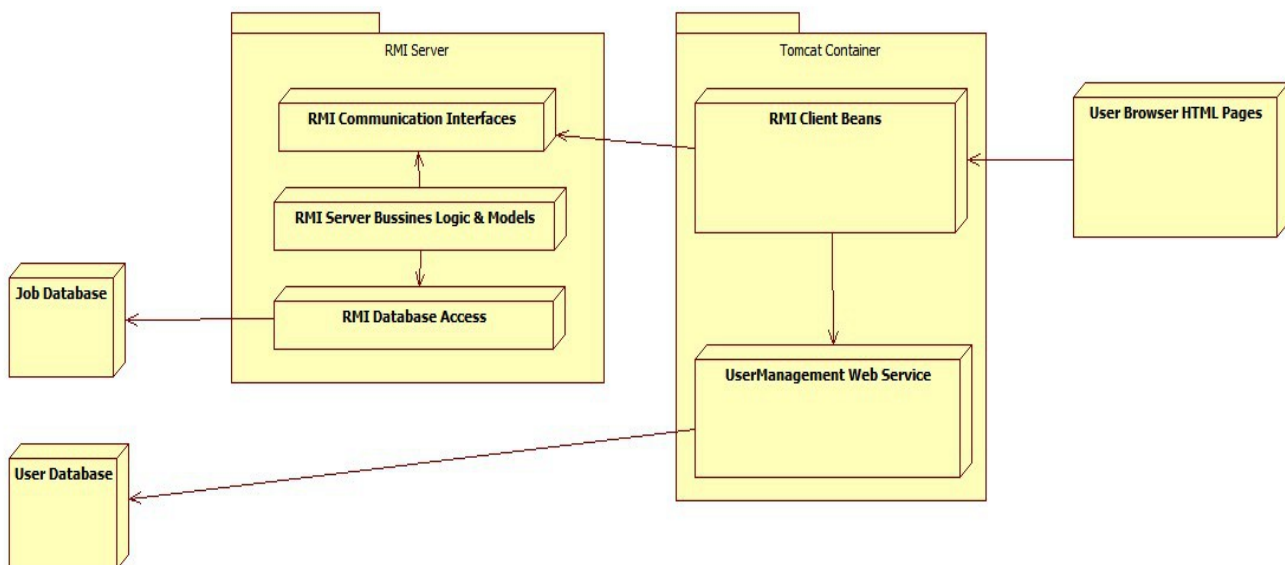 RMI Server
Tomcat Container
RMI Communication Interfaces
RMI Client Beans
User Browser HTML Pages
RMI Server Bussines Logic & Models
Job Database
RMI Database Access
UserManagement Web Service
User Database